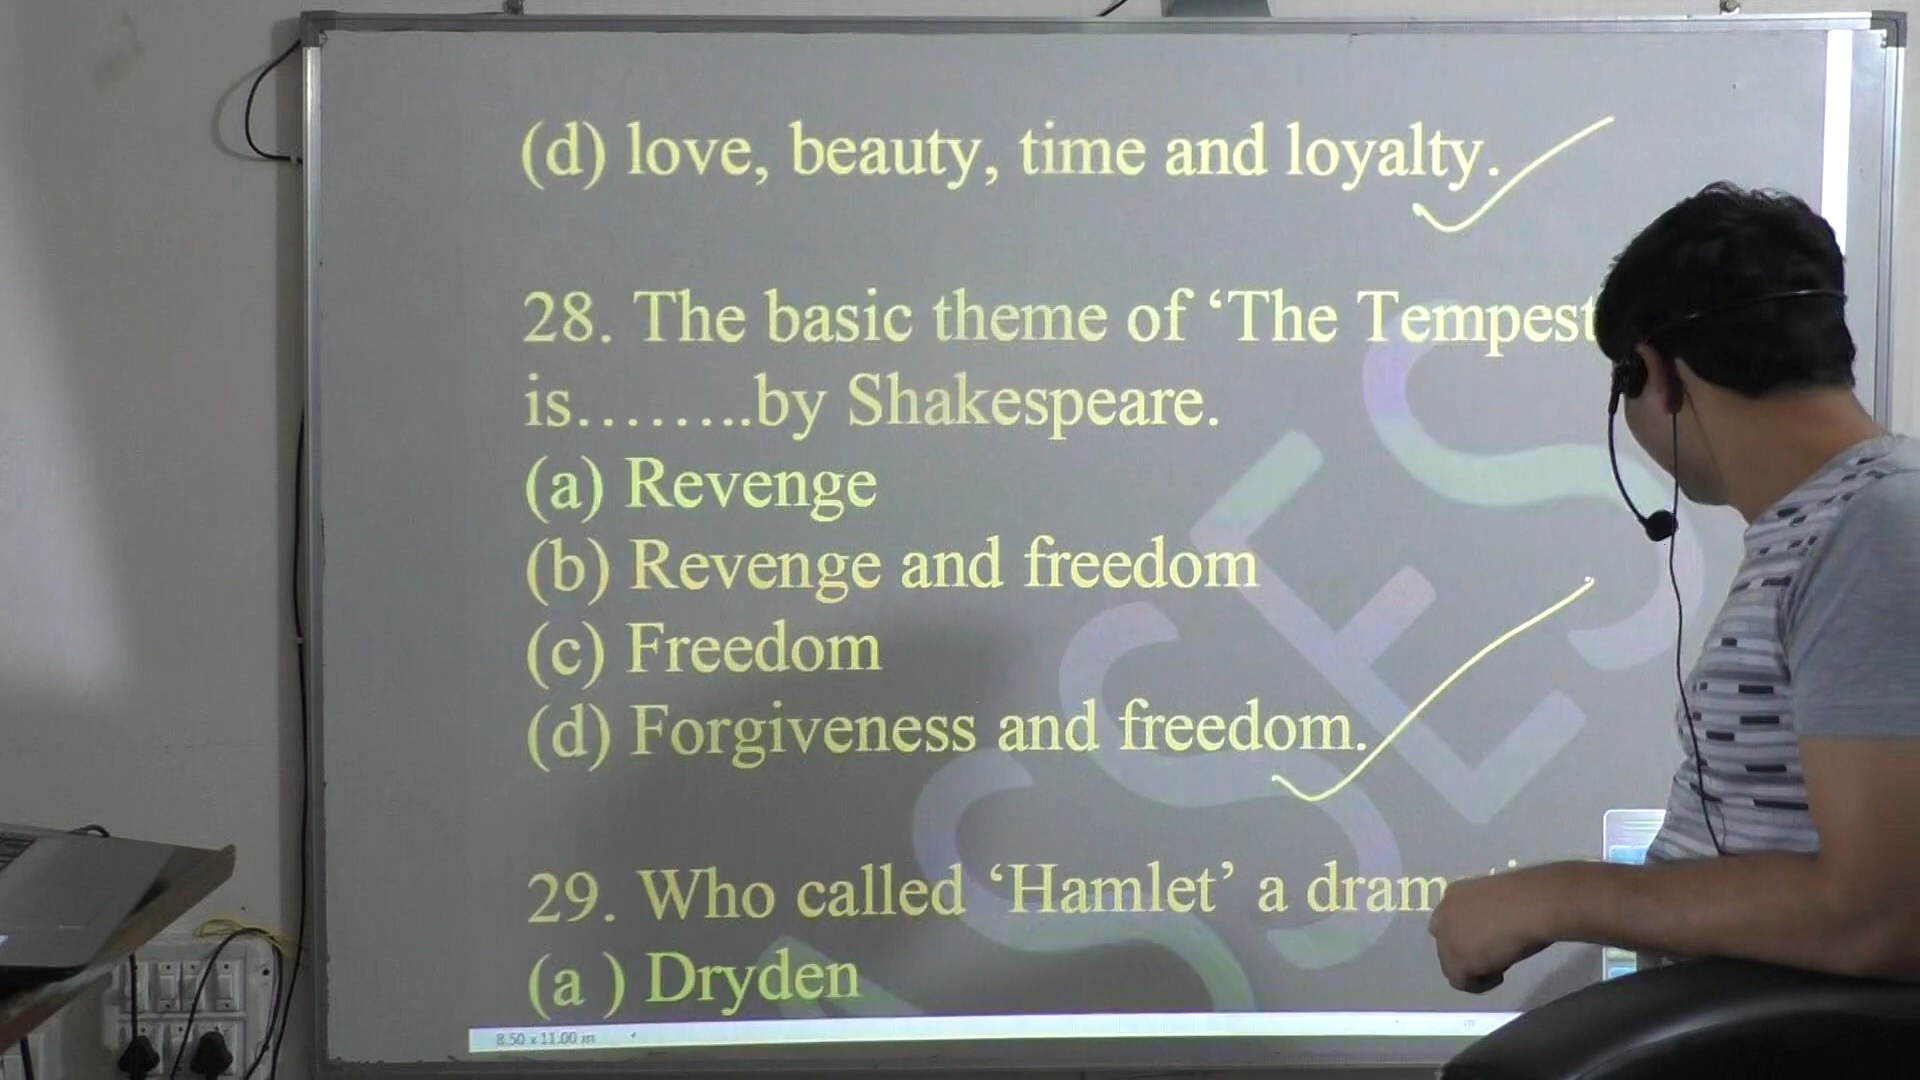 (d) love, beauty, time and loyalty.
28. The basic theme of ‘The Tempest
is........by Shakespeare.
(a) Revenge
(b) Revenge and freedom
(c) Freedom
(d) Forgiveness and freedom.
29. Who called ‘Hamlet’ a
(a ) Dryden
8.50 x 11.00 in